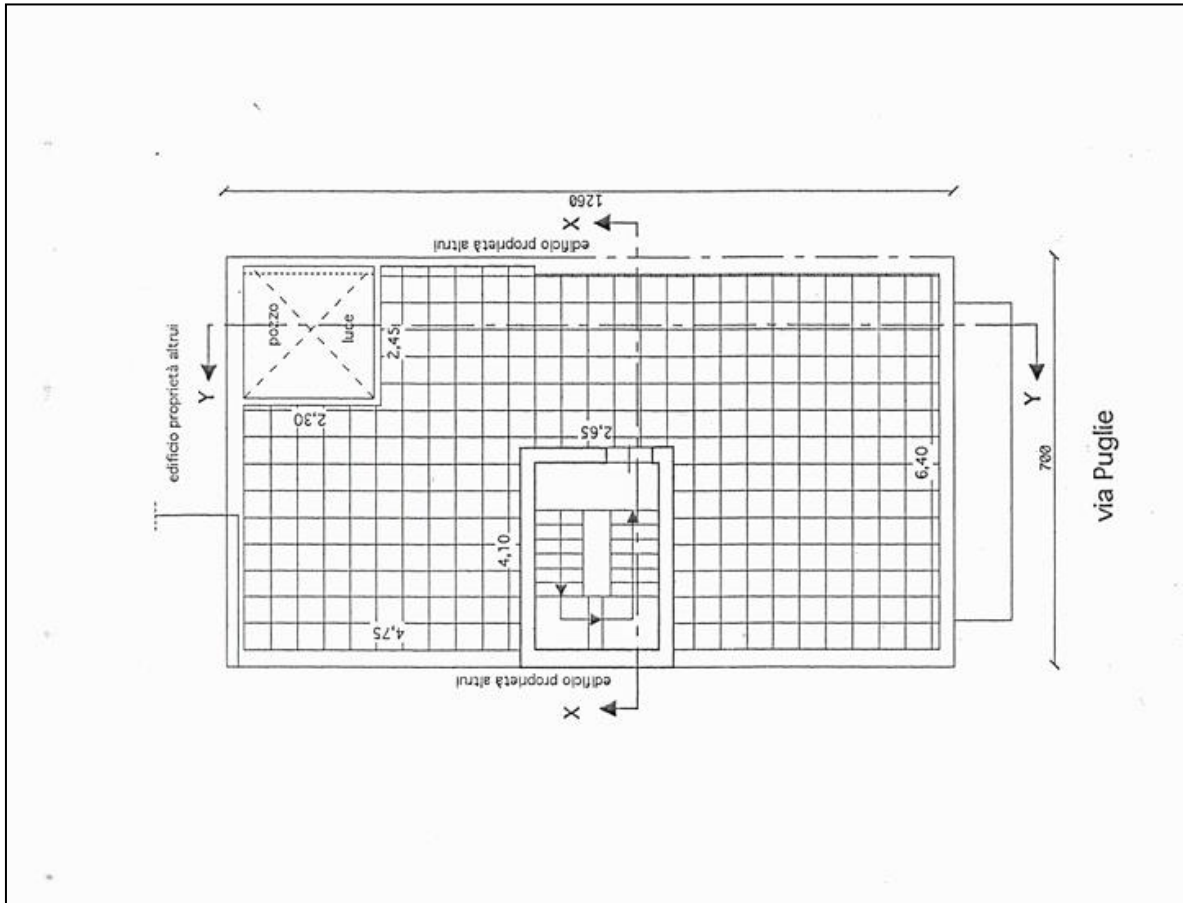 1260
X
edificio proprietà altrui
edificio proprietà altrui
pozzo
luce
Y
2,45
2,30
2,65
Y
6,40
700
via Puglie
4,10
4,75
edificio proprietà altrui
X